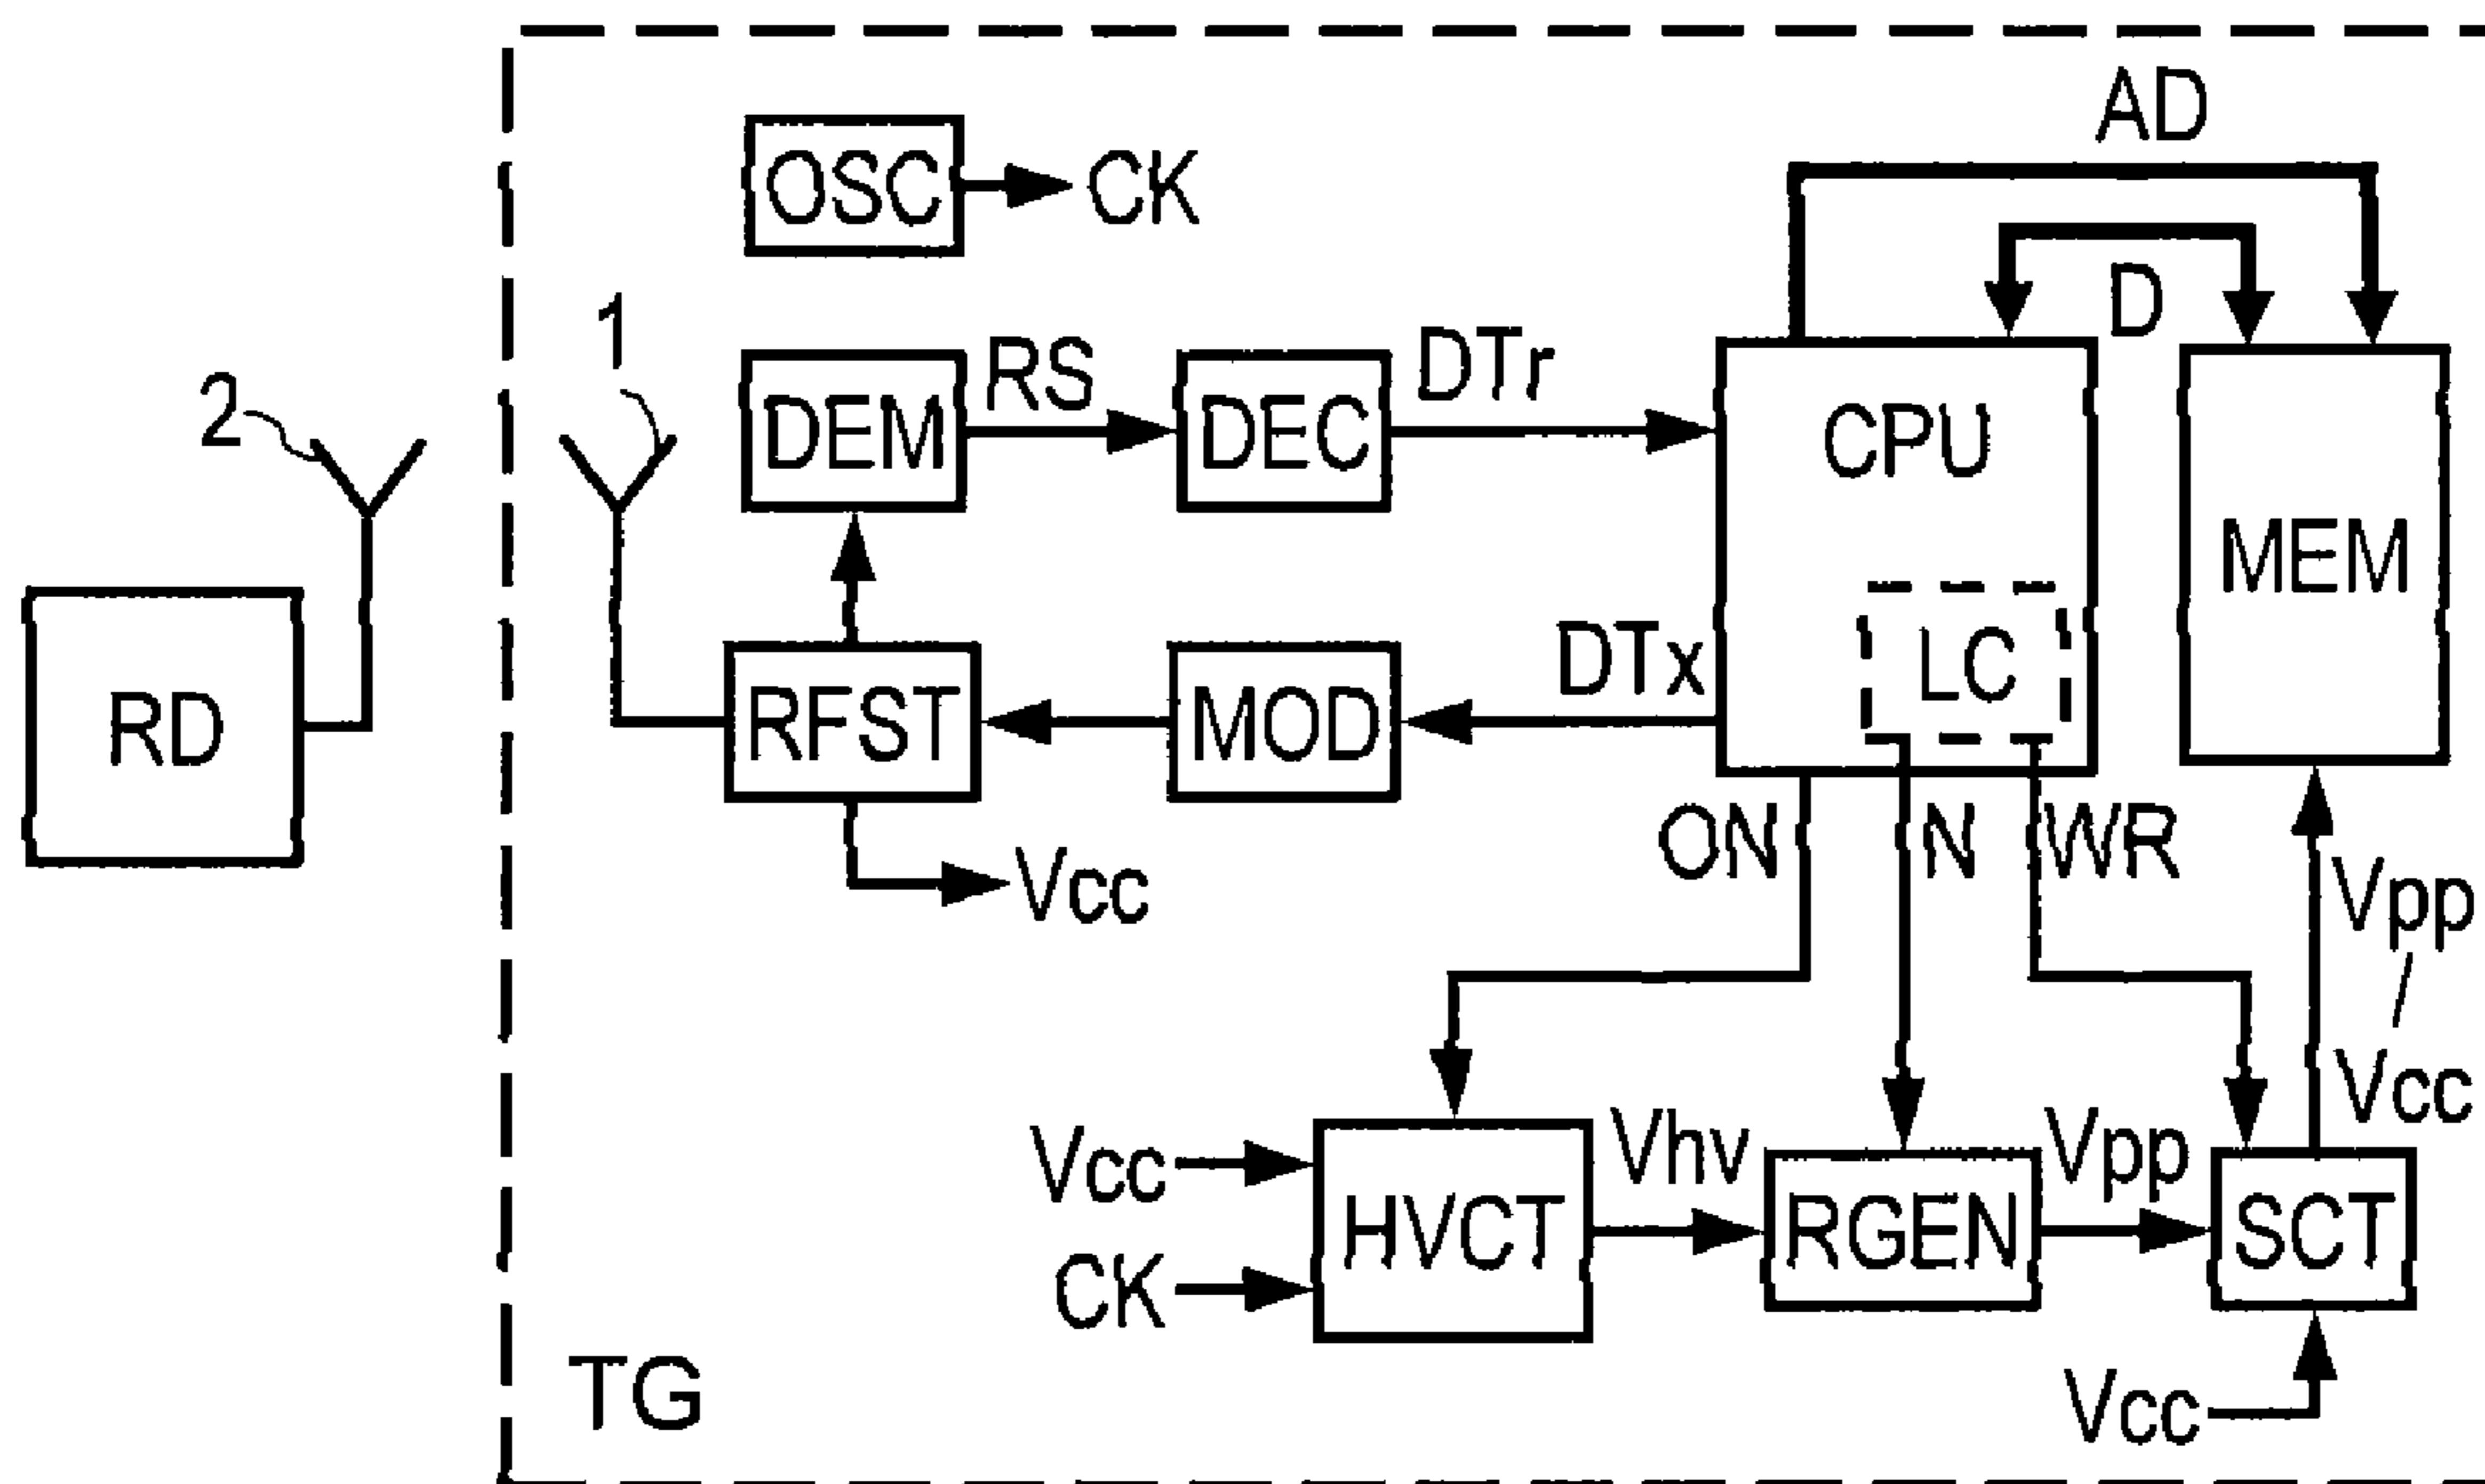 AD
OSC
CK
D
1
2
DEM
RS
DEC
DTr
CPU
MEM
LC
RD
RFST
MOD
DTx
ON
N
WR
Vcc
Vpp
/
Vcc
Vcc
CK
HVCT
Vhv
RGEN
Vpp
SCT
TG
Vcc